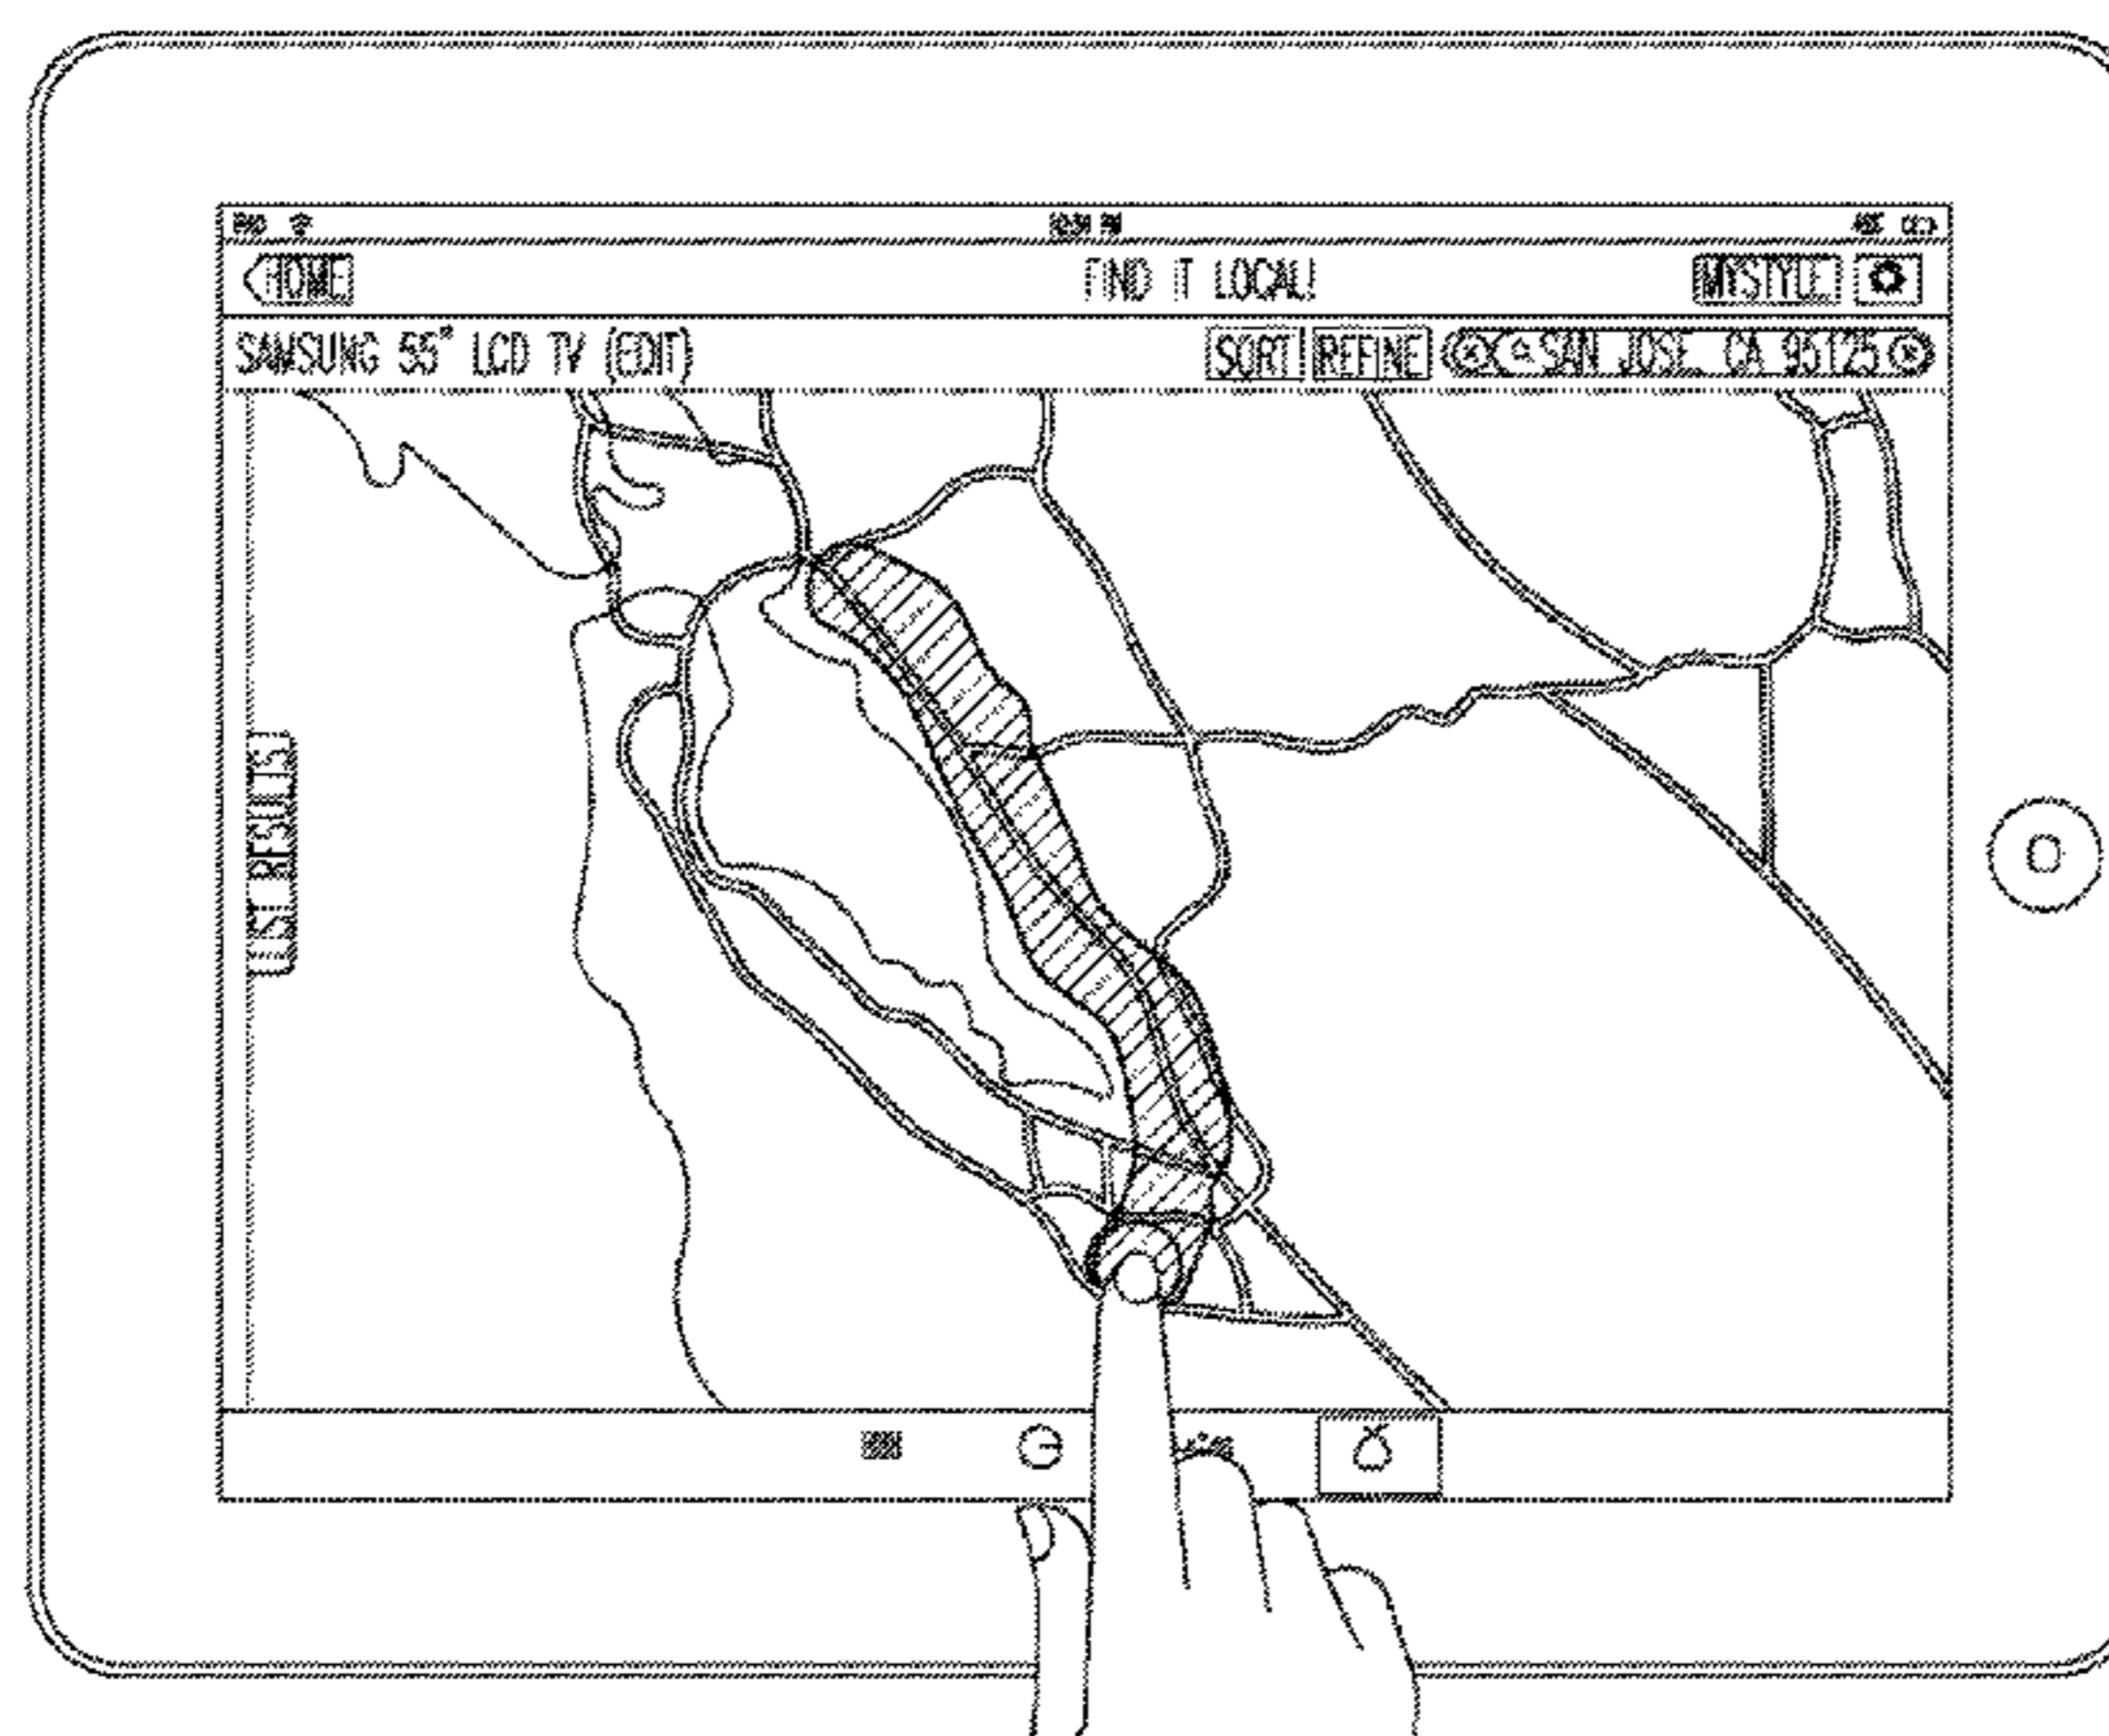 HOME FIND IT LOCAL! MYSTYLE
SAMSUNG 55" LCD TV (EDIT) SORT REFINE SAN JOSE, CA 95125
LIST RESULTS